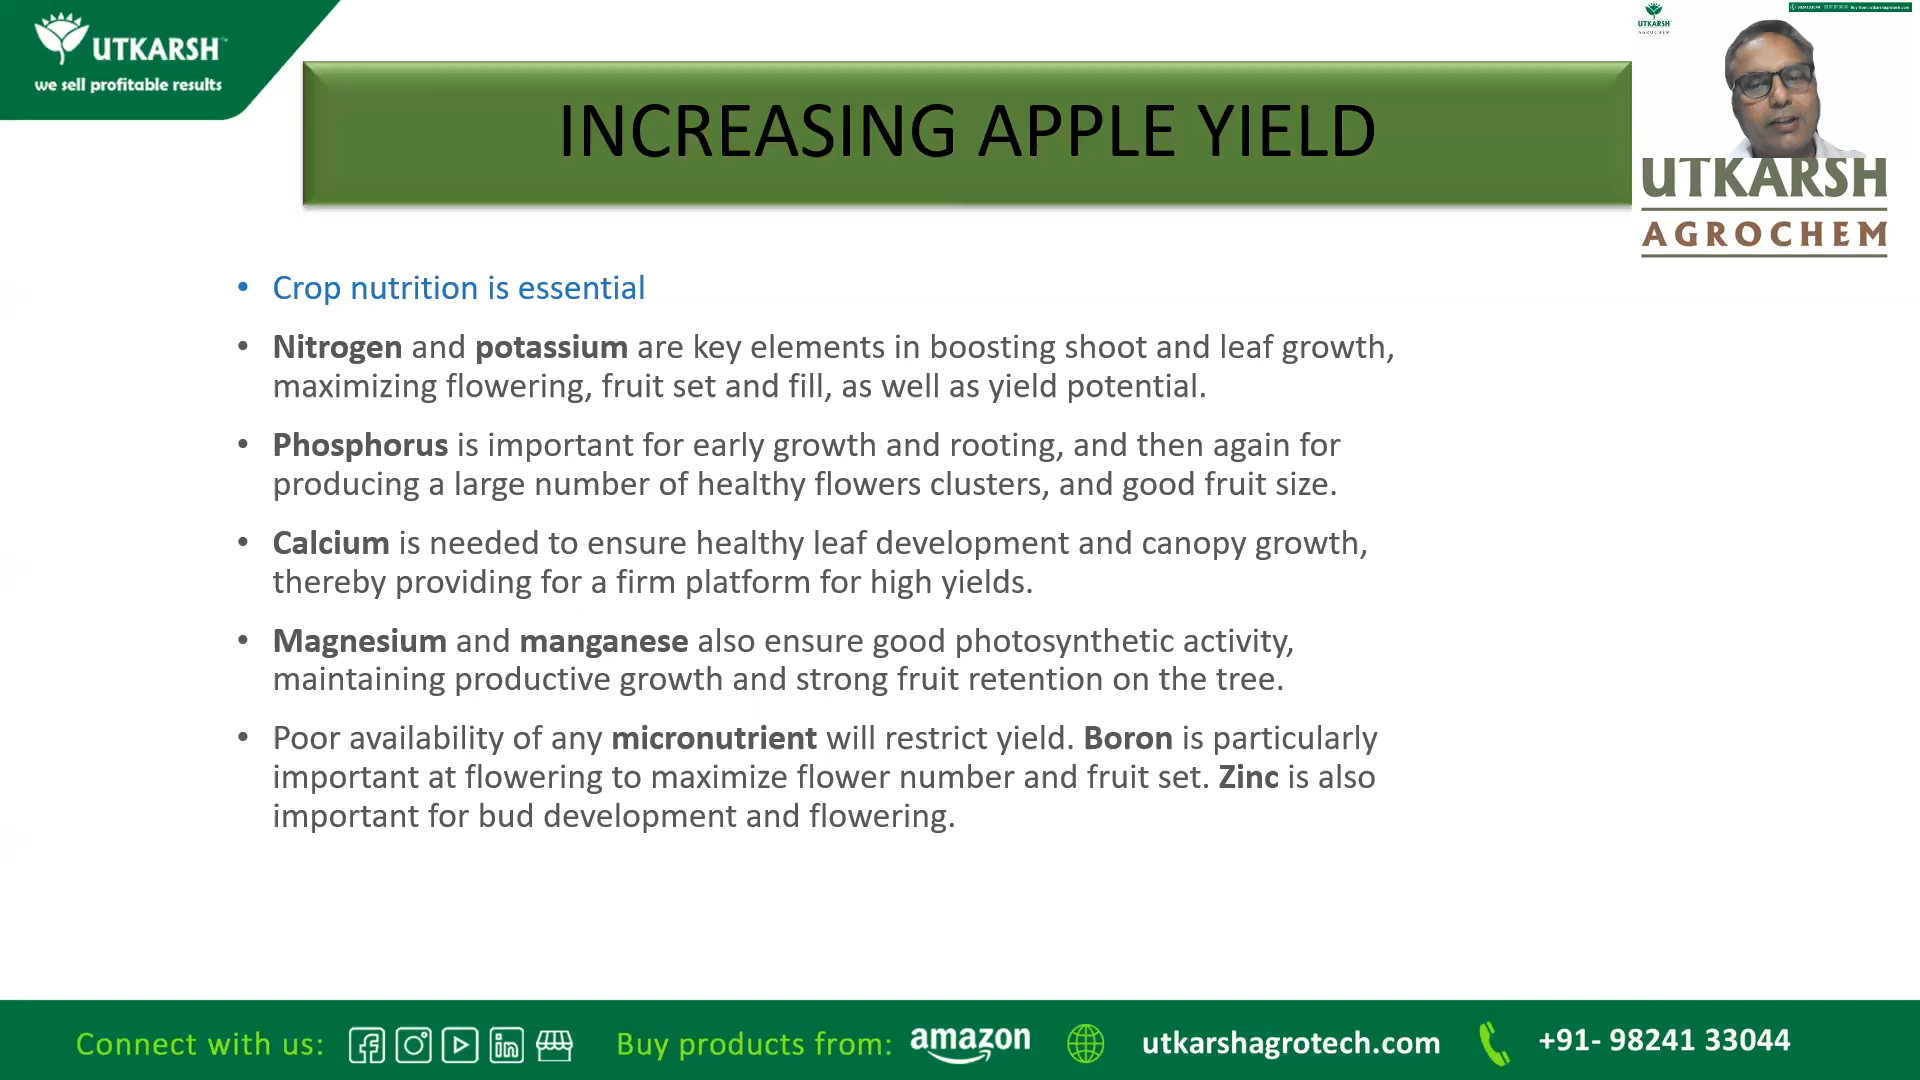 UTKARSH™
we sell profitable results
INCREASING APPLE YIELD
UTKARSH
AGROCHEM
UTKARSH
AGROCHEM
• Crop nutrition is essential
• Nitrogen and potassium are key elements in boosting shoot and leaf growth,
maximizing flowering, fruit set and fill, as well as yield potential.
• Phosphorus is important for early growth and rooting, and then again for
producing a large number of healthy flowers clusters, and good fruit size.
• Calcium is needed to ensure healthy leaf development and canopy growth,
thereby providing for a firm platform for high yields.
• Magnesium and manganese also ensure good photosynthetic activity,
maintaining productive growth and strong fruit retention on the tree.
• Poor availability of any micronutrient will restrict yield. Boron is particularly
important at flowering to maximize flower number and fruit set. Zinc is also
important for bud development and flowering.
Connect with us: Buy products from: amazon utkarshagrotech.com +91- 98241 33044